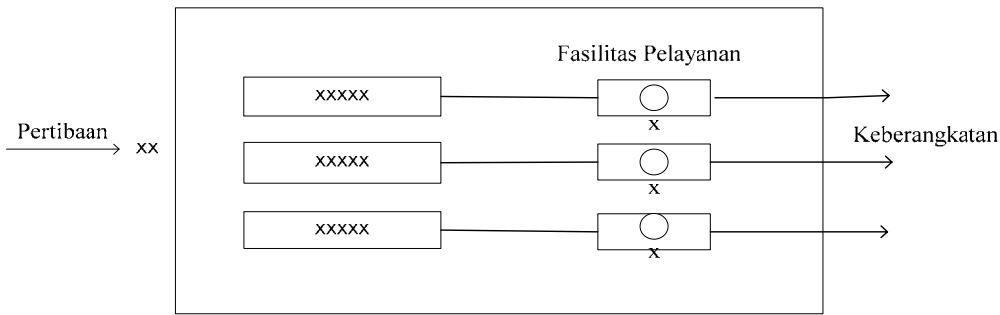 Fasilitas Pelayanan
xxxxx
x
Pertibaan
xx
Keberangkatan
xxxxx
x
xxxxx
x